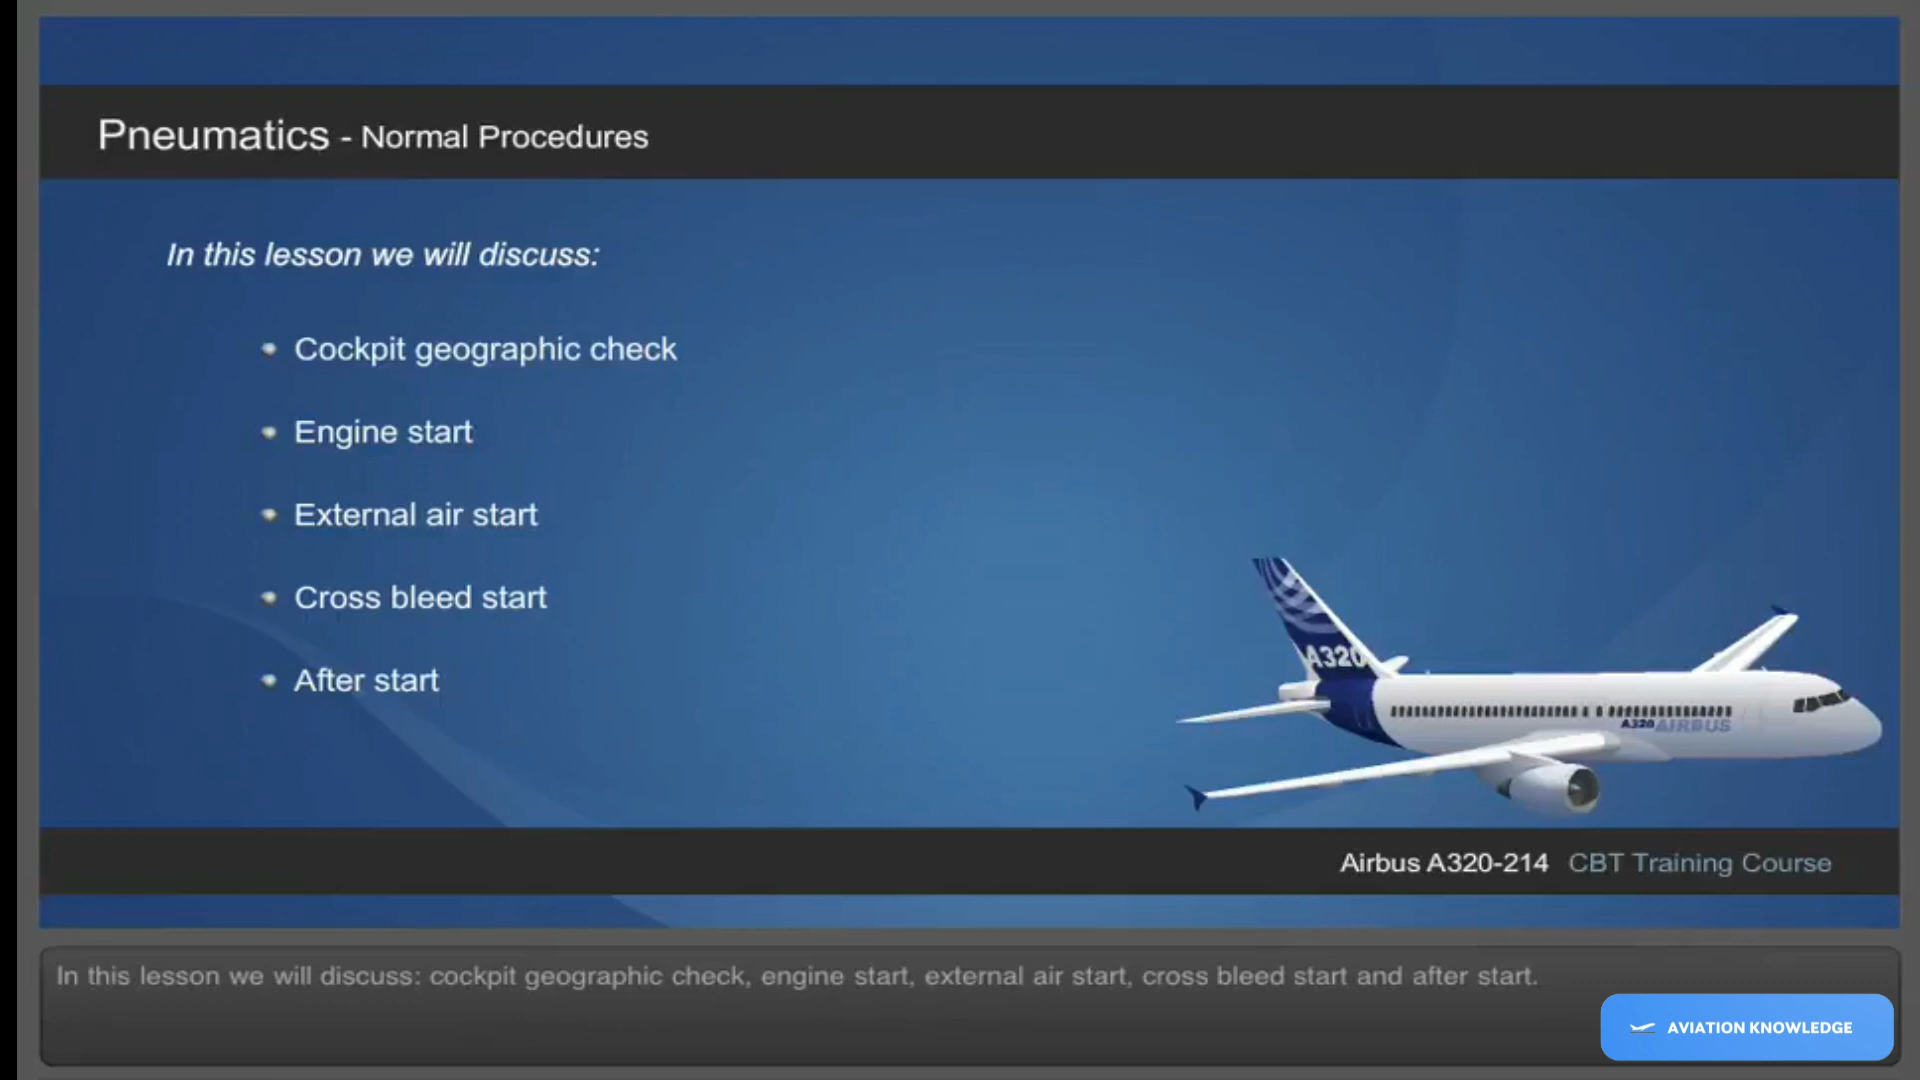 Pneumatics - Normal Procedures
In this lesson we will discuss:
Cockpit geographic check
Engine start
External air start
Cross bleed start
After start
A320
A320 AIRBUS
Airbus A320-214 CBT Training Course
In this lesson we will discuss: cockpit geographic check, engine start, external air start, cross bleed start and after start.
AVIATION KNOWLEDGE